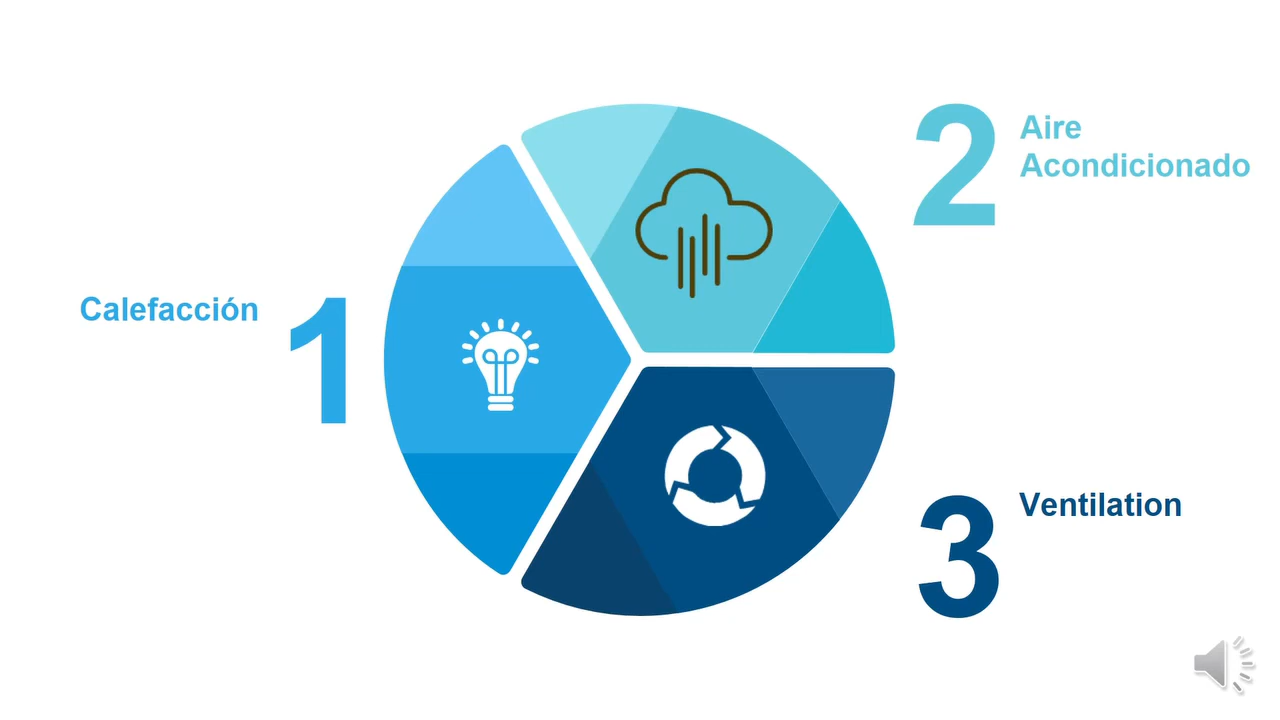 1
Calefacción
2
Aire
Acondicionado
3
Ventilation